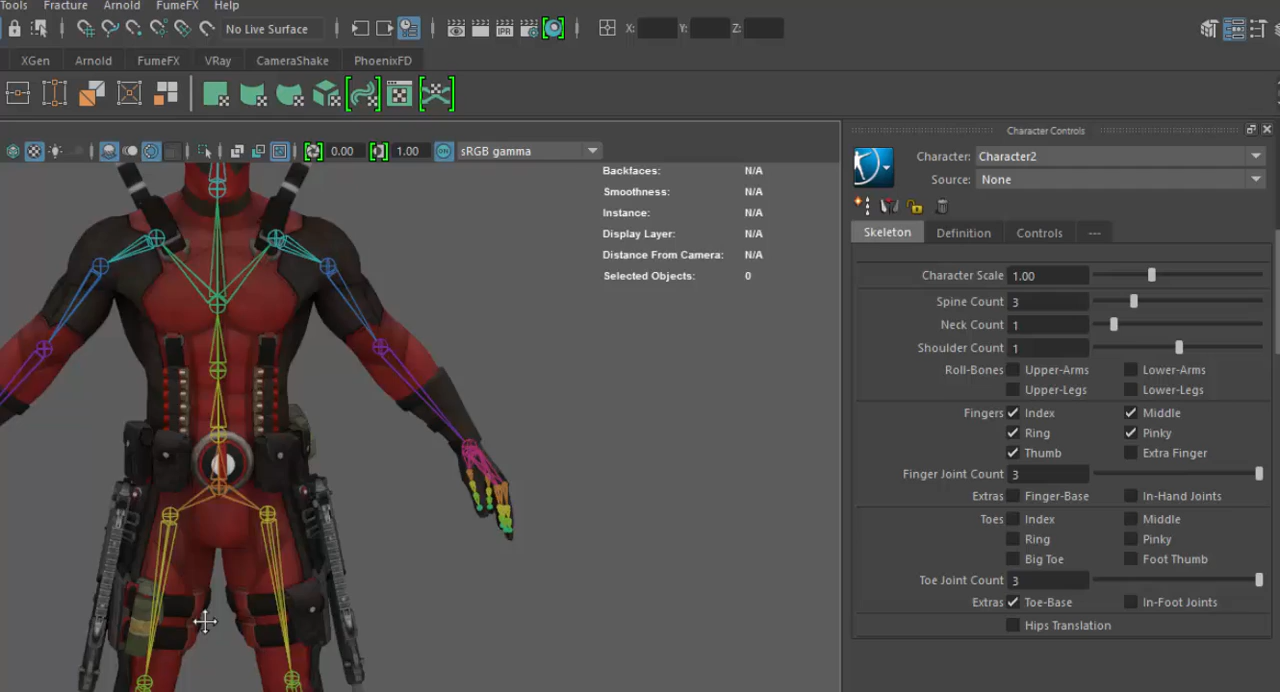 Tools Fracture Arnold FumeFX Help
No Live Surface IPR X: Y: Z:
XGen Arnold FumeFX VRay CameraShake PhoenixFD
0.00 1.00 ON sRGB gamma
Backfaces: N/A
Smoothness: N/A
Instance: N/A
Display Layer: N/A
Distance From Camera: N/A
Selected Objects: 0
Character Controls
Character: Character2
Source: None
Skeleton Definition Controls ---
Character Scale 1.00
Spine Count 3
Neck Count 1
Shoulder Count 1
Roll-Bones Upper-Arms Lower-Arms
Upper-Legs Lower-Legs
Fingers Index Middle
Ring Pinky
Thumb Extra Finger
Finger Joint Count 3
Extras Finger-Base In-Hand Joints
Toes Index Middle
Ring Pinky
Big Toe Foot Thumb
Toe Joint Count 3
Extras Toe-Base In-Foot Joints
Hips Translation